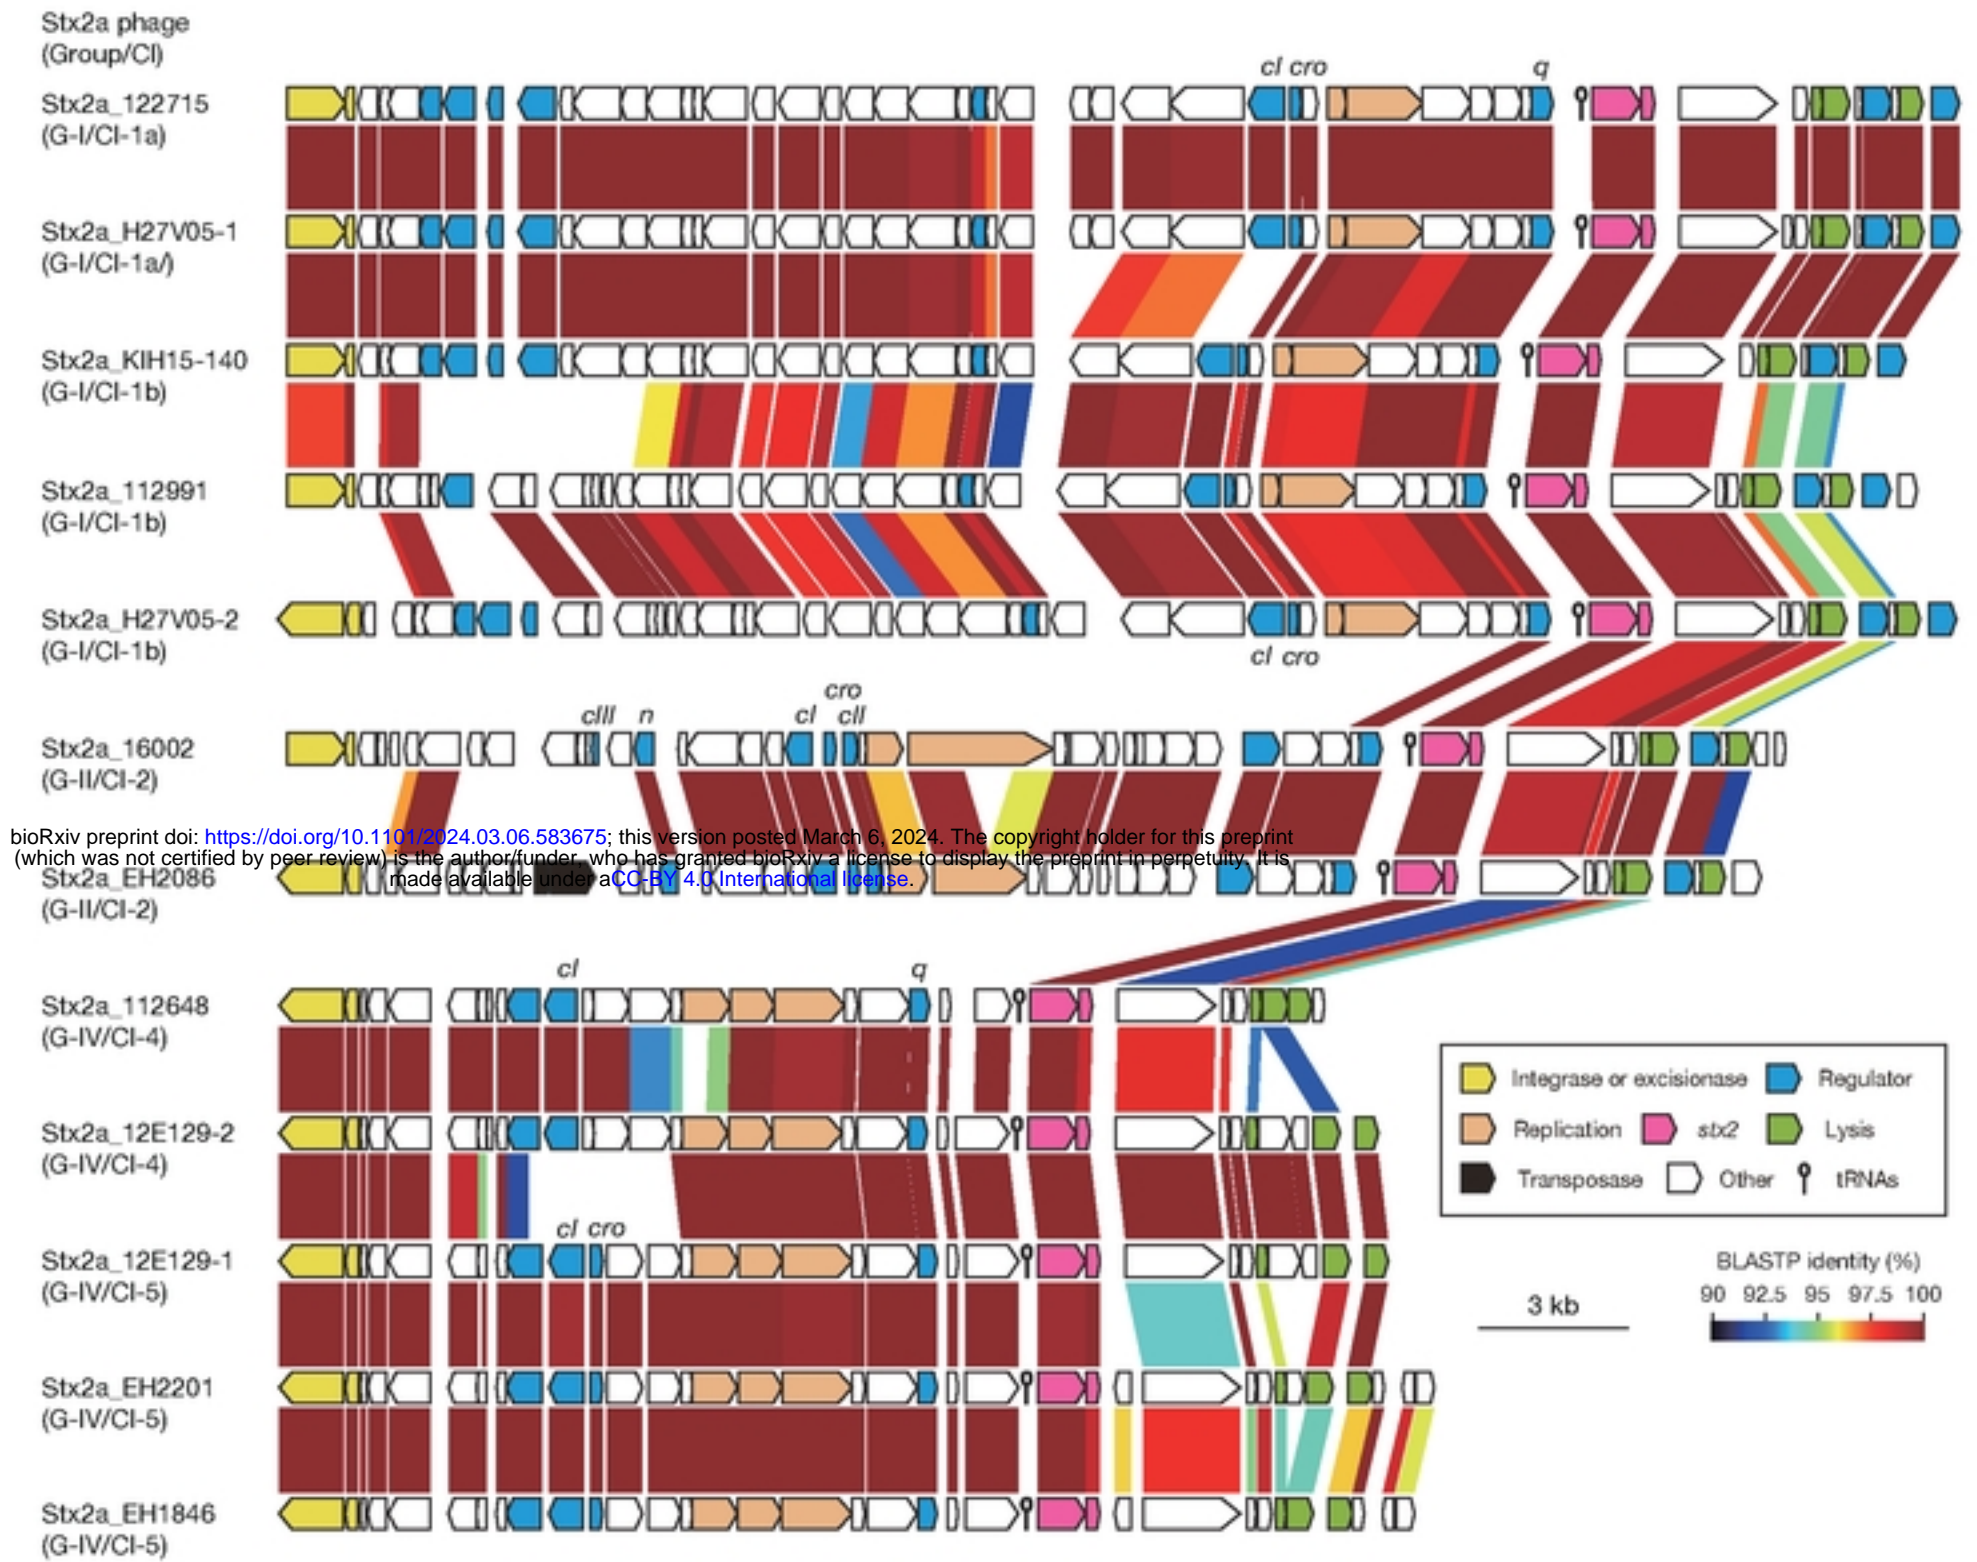 Stx2a phage
(Group/CI)
cI cro
q
Stx2a_122715
(G-I/CI-1a)
Stx2a_H27V05-1
(G-I/CI-1a/)
Stx2a_KIH15-140
(G-I/CI-1b)
Stx2a_112991
(G-I/CI-1b)
Stx2a_H27V05-2
(G-I/CI-1b)
cI cro
cro
cIII n cI cII
Stx2a_16002
(G-II/CI-2)
bioRxiv preprint doi: https://doi.org/10.1101/2024.03.06.583675; this version posted March 6, 2024. The copyright holder for this preprint
(which was not certified by peer review) is the author/funder, who has granted bioRxiv a license to display the preprint in perpetuity. It is
made available under aCC-BY 4.0 International license.
Stx2a_EH2086
(G-II/CI-2)
cI q
Stx2a_112648
(G-IV/CI-4)
Stx2a_12E129-2
(G-IV/CI-4)
cI cro
Stx2a_12E129-1
(G-IV/CI-5)
Stx2a_EH2201
(G-IV/CI-5)
Stx2a_EH1846
(G-IV/CI-5)
Integrase or excisionase Regulator
Replication stx2 Lysis
Transposase Other tRNAs
BLASTP identity (%)
90 92.5 95 97.5 100
3 kb